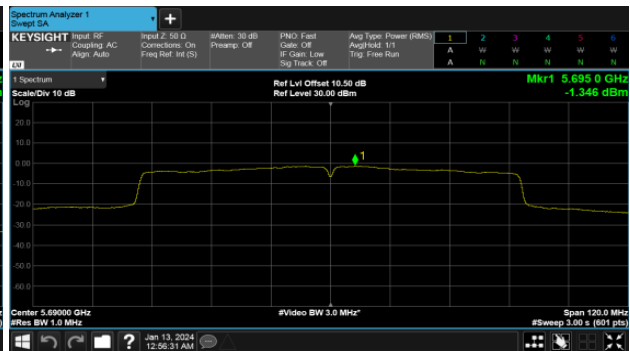 Spectrum Analyzer 1
Swept SA
KEYSIGHT
Input: RF
Coupling: AC
Align: Auto
Input Z: 50 Ω
Corrections: On
Freq Ref: Int (S)
#Atten: 30 dB
Preamp: Off
PNO: Fast
Gate: Off
IF Gain: Low
Sig Track: Off
Avg Type: Power (RMS)
Avg|Hold: 1/1
Trig: Free Run
1 2 3 4 5 6
A W W W W W
A N N N N N
LXI
1 Spectrum
Scale/Div 10 dB
Ref Lvl Offset 10.50 dB
Ref Level 30.00 dBm
Mkr1 5.695 0 GHz
-1.346 dBm
Log
20.0
10.0
0.00
-10.0
-20.0
-30.0
-40.0
-50.0
-60.0
1
Center 5.69000 GHz
#Res BW 1.0 MHz
#Video BW 3.0 MHz*
Span 120.0 MHz
#Sweep 3.00 s (601 pts)
Jan 13, 2024
12:56:31 AM